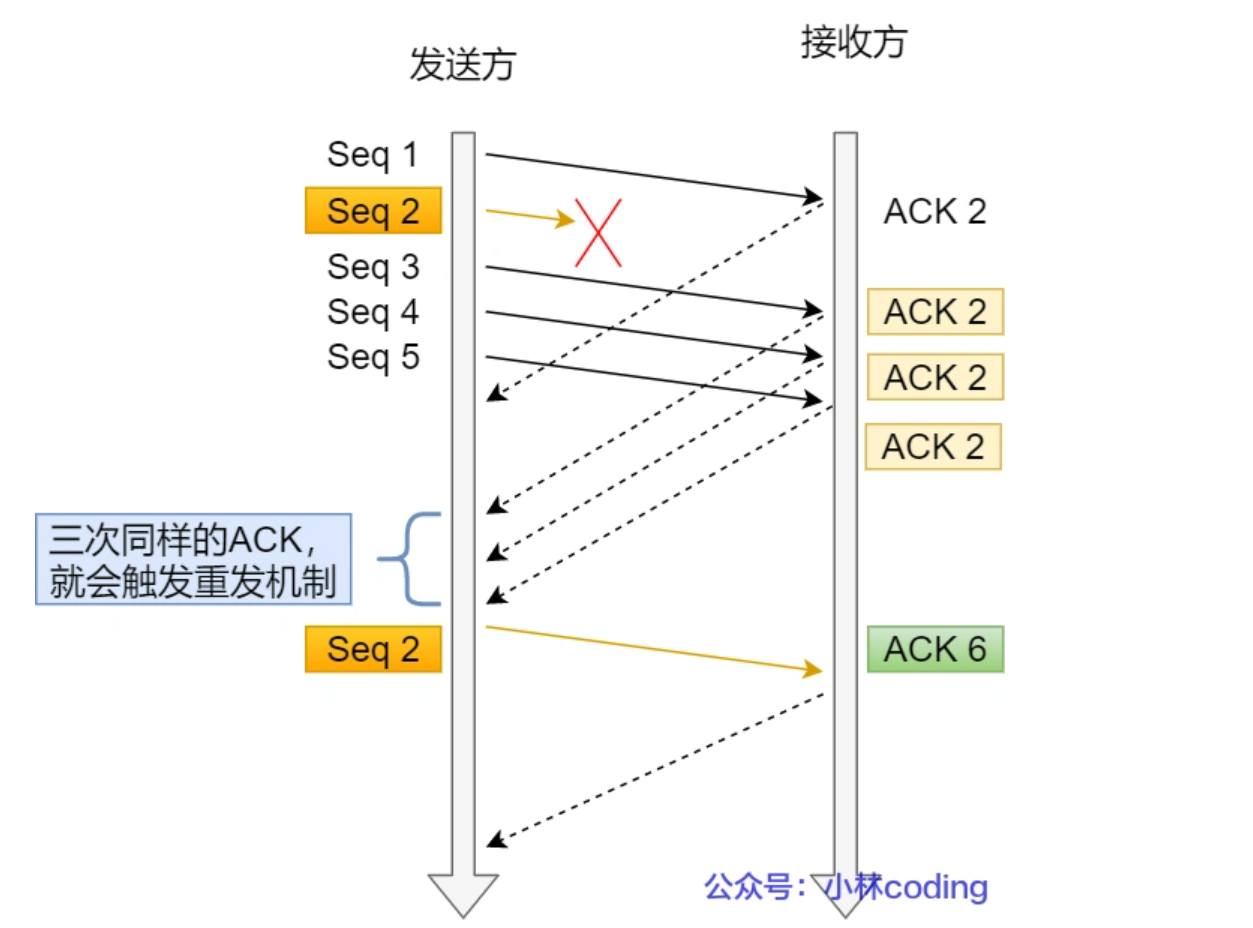 发送方
接收方
Seq 1
Seq 2
ACK 2
Seq 3
Seq 4
ACK 2
Seq 5
ACK 2
ACK 2
三次同样的ACK，
就会触发重发机制
Seq 2
ACK 6
公众号：小林coding